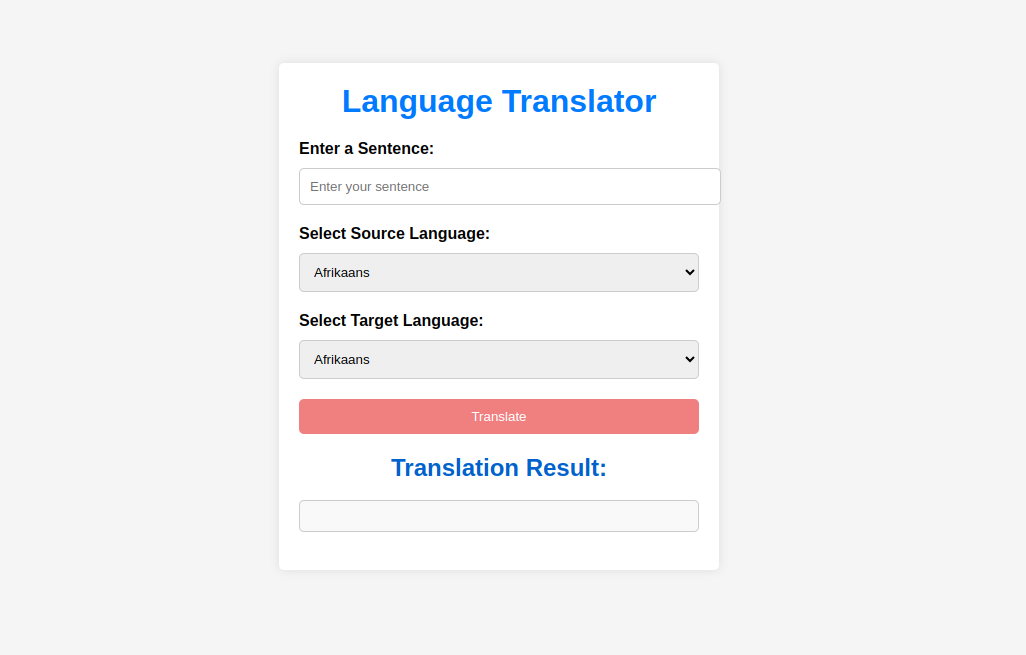 Language Translator
Enter a Sentence:
Enter your sentence
Select Source Language:
Afrikaans
Select Target Language:
Afrikaans
Translate
Translation Result: